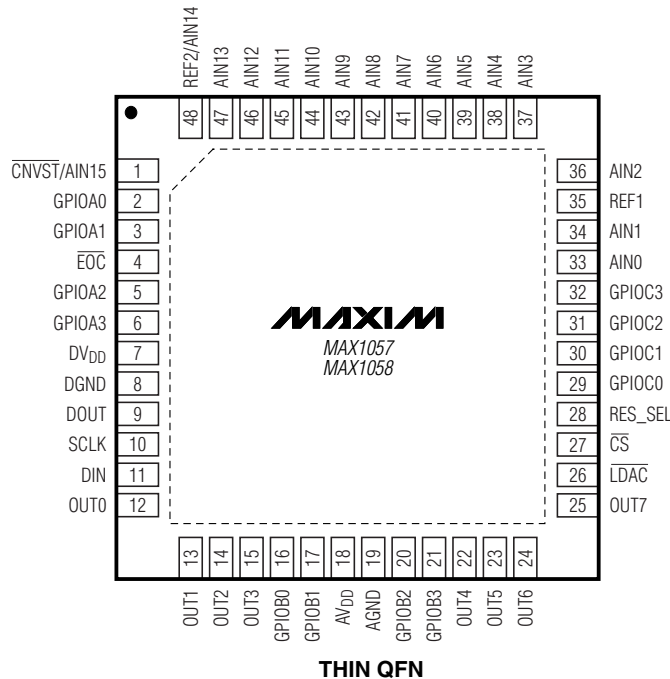 REF2/AIN14
AIN13
AIN12
AIN11
AIN10
AIN9
AIN8
AIN7
AIN6
AIN5
AIN4
AIN3
48 47 46 45 44 43 42 41 40 39 38 37
C̅N̅V̅S̅T̅/AIN15 1 36 AIN2
GPIOA0 2 35 REF1
GPIOA1 3 34 AIN1
E̅O̅C̅ 4 33 AIN0
GPIOA2 5 32 GPIOC3
GPIOA3 6 31 GPIOC2
DVDD 7 30 GPIOC1
DGND 8 29 GPIOC0
DOUT 9 28 RES_SEL
SCLK 10 27 C̅S̅
DIN 11 26 L̅D̅A̅C̅
OUT0 12 25 OUT7
MAXIM
MAX1057
MAX1058
13 14 15 16 17 18 19 20 21 22 23 24
OUT1
OUT2
OUT3
GPIOB0
GPIOB1
AVDD
AGND
GPIOB2
GPIOB3
OUT4
OUT5
OUT6
THIN QFN